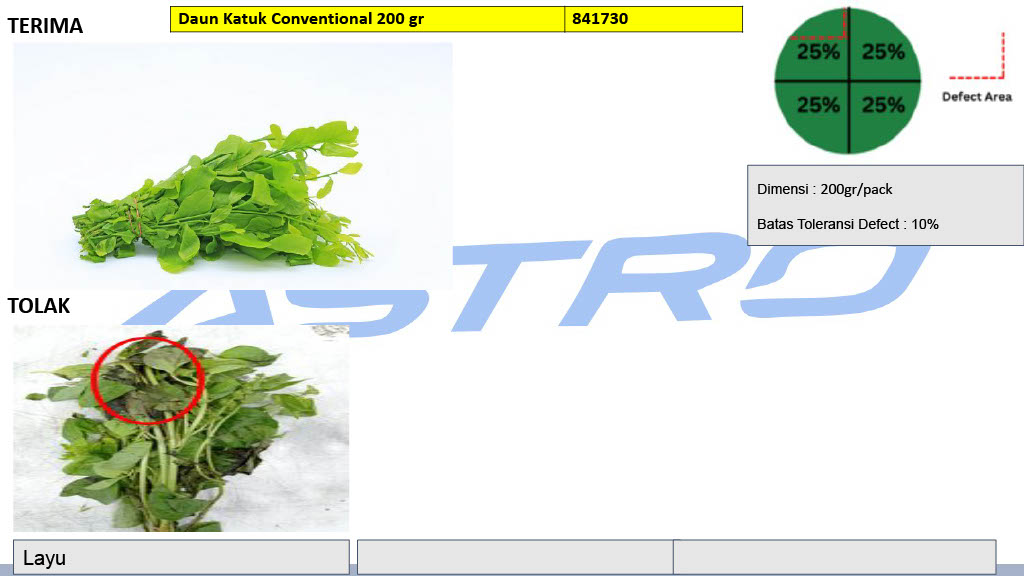 TERIMA
Daun Katuk Conventional 200 gr 841730
25% 25%
25% 25%
Defect Area
Dimensi : 200gr/pack
Batas Toleransi Defect : 10%
ASTRO
TOLAK
Layu